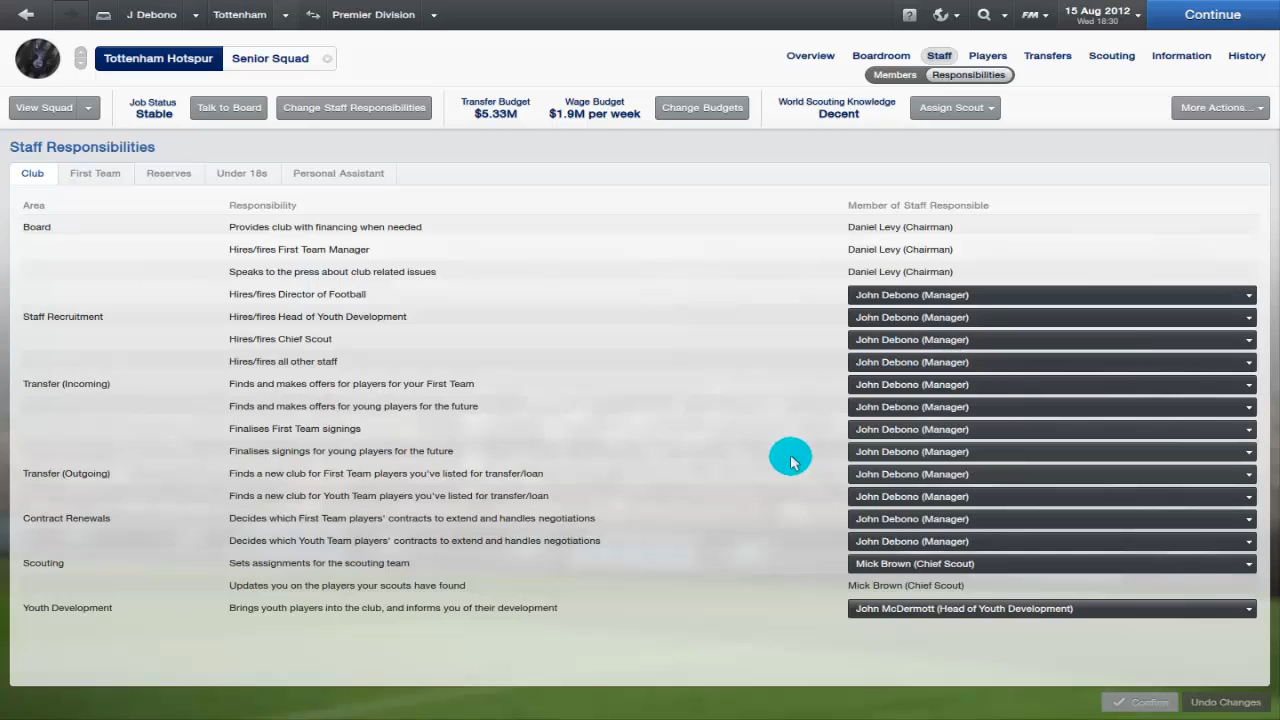 J Debono Tottenham Premier Division ? FM 15 Aug 2012 Wed 18:30 Continue
Tottenham Hotspur Senior Squad
Overview Boardroom Staff Players Transfers Scouting Information History
Members Responsibilities
View Squad Job Status Stable Talk to Board Change Staff Responsibilities Transfer Budget $5.33M Wage Budget $1.9M per week Change Budgets World Scouting Knowledge Decent Assign Scout More Actions...
Staff Responsibilities
Club First Team Reserves Under 18s Personal Assistant
Area Responsibility Member of Staff Responsible
Board Provides club with financing when needed Daniel Levy (Chairman)
Hires/fires First Team Manager Daniel Levy (Chairman)
Speaks to the press about club related issues Daniel Levy (Chairman)
Hires/fires Director of Football John Debono (Manager)
Staff Recruitment Hires/fires Head of Youth Development John Debono (Manager)
Hires/fires Chief Scout John Debono (Manager)
Hires/fires all other staff John Debono (Manager)
Transfer (Incoming) Finds and makes offers for players for your First Team John Debono (Manager)
Finds and makes offers for young players for the future John Debono (Manager)
Finalises First Team signings John Debono (Manager)
Finalises signings for young players for the future John Debono (Manager)
Transfer (Outgoing) Finds a new club for First Team players you've listed for transfer/loan John Debono (Manager)
Finds a new club for Youth Team players you've listed for transfer/loan John Debono (Manager)
Contract Renewals Decides which First Team players' contracts to extend and handles negotiations John Debono (Manager)
Decides which Youth Team players' contracts to extend and handles negotiations John Debono (Manager)
Scouting Sets assignments for the scouting team Mick Brown (Chief Scout)
Updates you on the players your scouts have found Mick Brown (Chief Scout)
Youth Development Brings youth players into the club, and informs you of their development John McDermott (Head of Youth Development)
Confirm Undo Changes